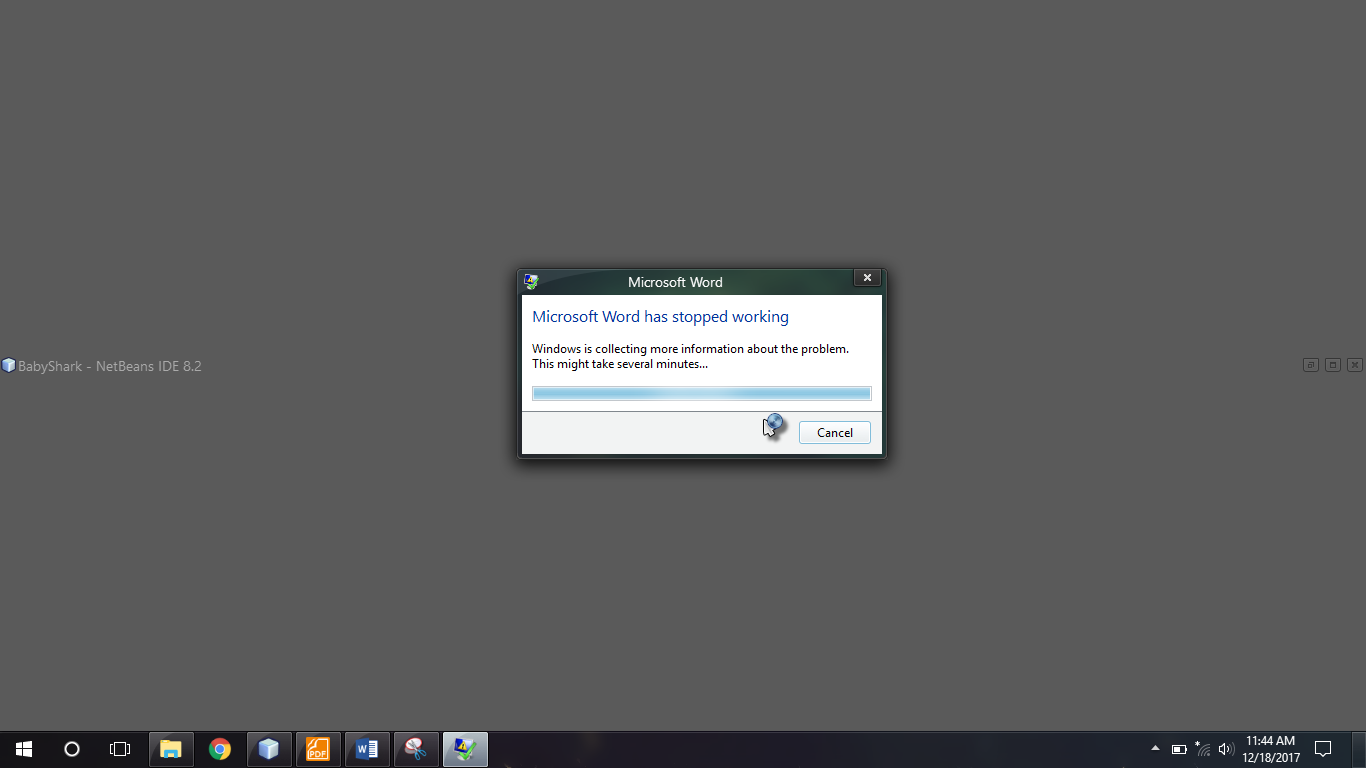 Microsoft Word
Microsoft Word has stopped working
Windows is collecting more information about the problem.
This might take several minutes...
BabyShark - NetBeans IDE 8.2
Cancel
PDF
W
11:44 AM
12/18/2017